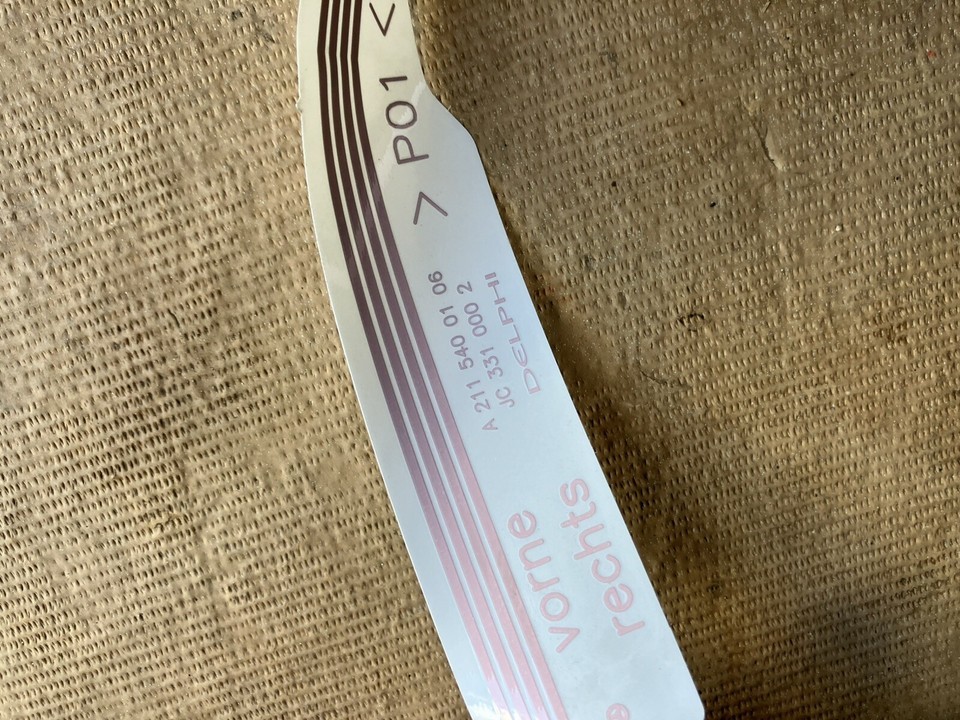 > P01 <
A 211 540 01 06
JC 331 000 2
DELPHI
vorne
rechts